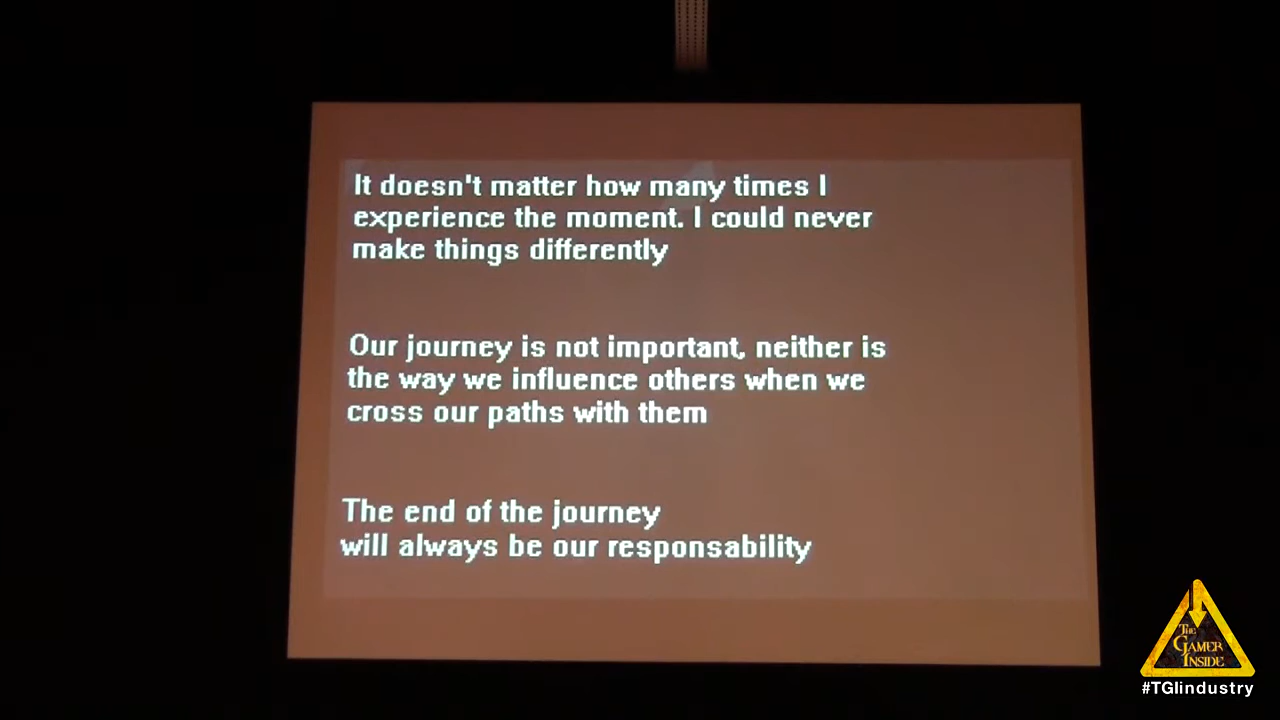 It doesn't matter how many times I
experience the moment. I could never
make things differently
Our journey is not important, neither is
the way we influence others when we
cross our paths with them
The end of the journey
will always be our responsability
THE
GAMER
INSIDE
#TGIindustry